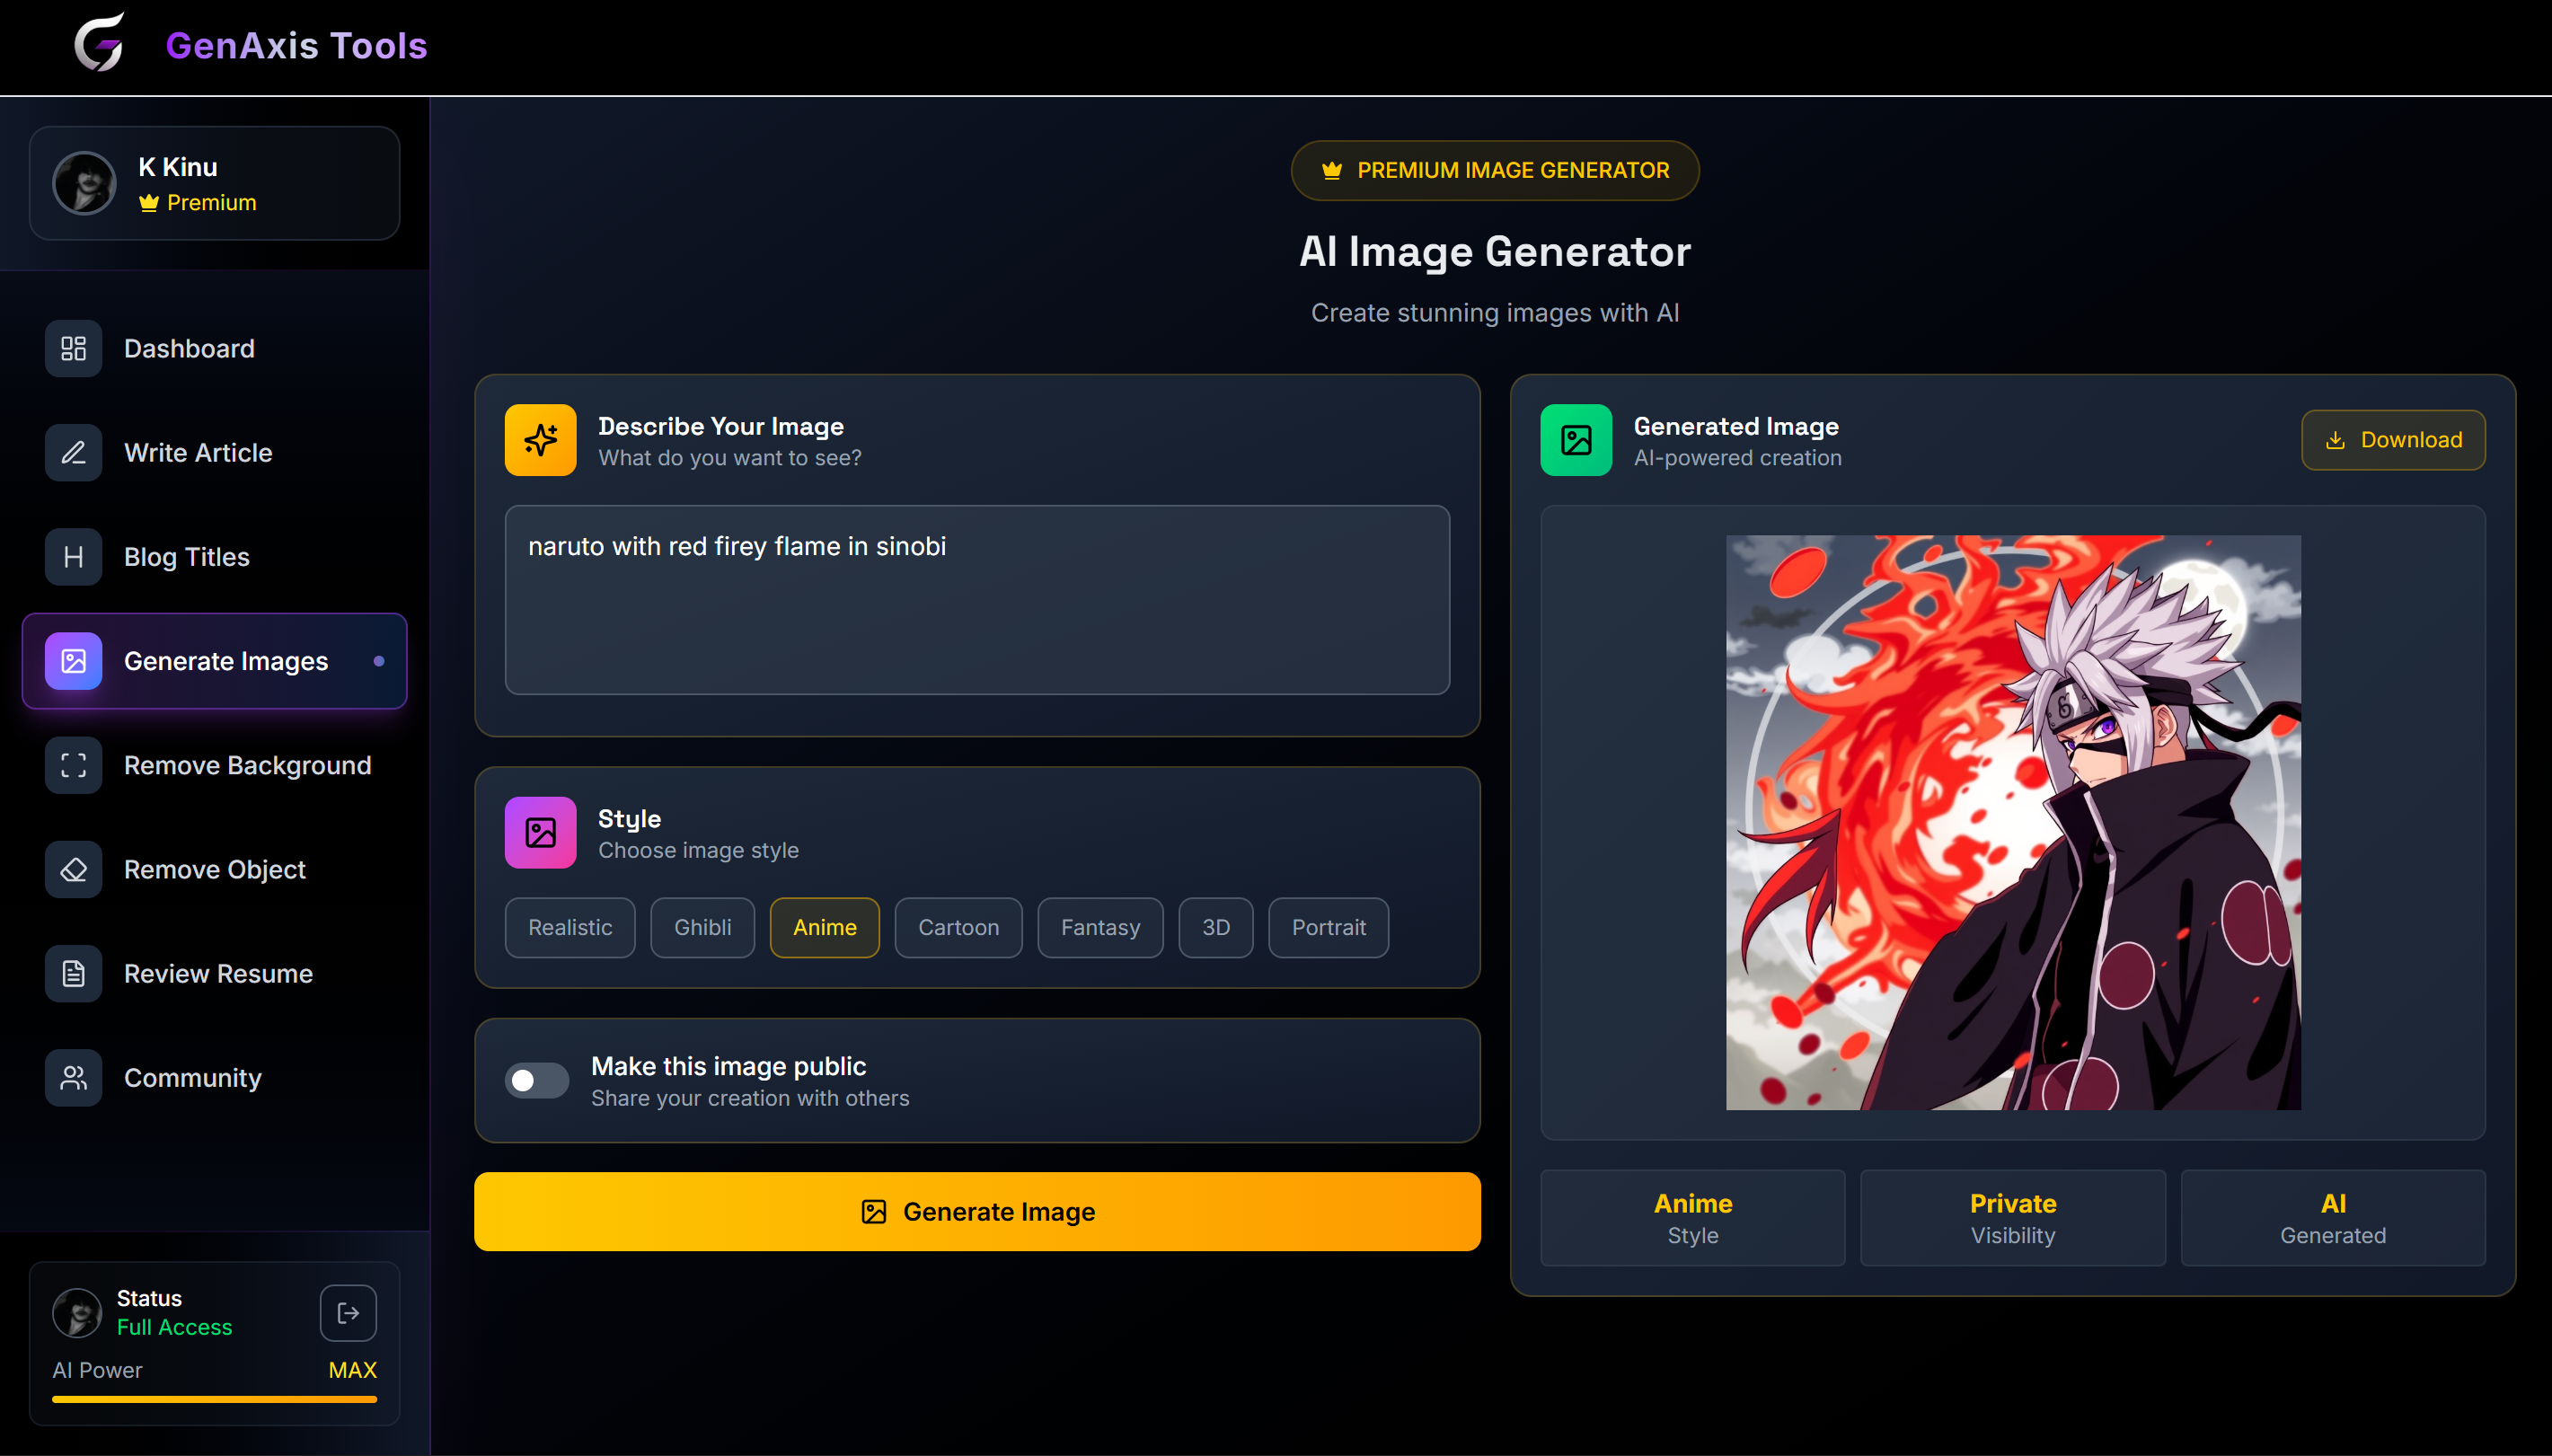 GenAxis Tools
K Kinu
Premium
Dashboard
Write Article
Blog Titles
Generate Images
Remove Background
Remove Object
Review Resume
Community
Status
Full Access
AI Power
MAX
PREMIUM IMAGE GENERATOR
AI Image Generator
Create stunning images with AI
Describe Your Image
What do you want to see?
naruto with red firey flame in sinobi
Style
Choose image style
Realistic
Ghibli
Anime
Cartoon
Fantasy
3D
Portrait
Make this image public
Share your creation with others
Generate Image
Generated Image
AI-powered creation
Download
Anime
Style
Private
Visibility
AI
Generated